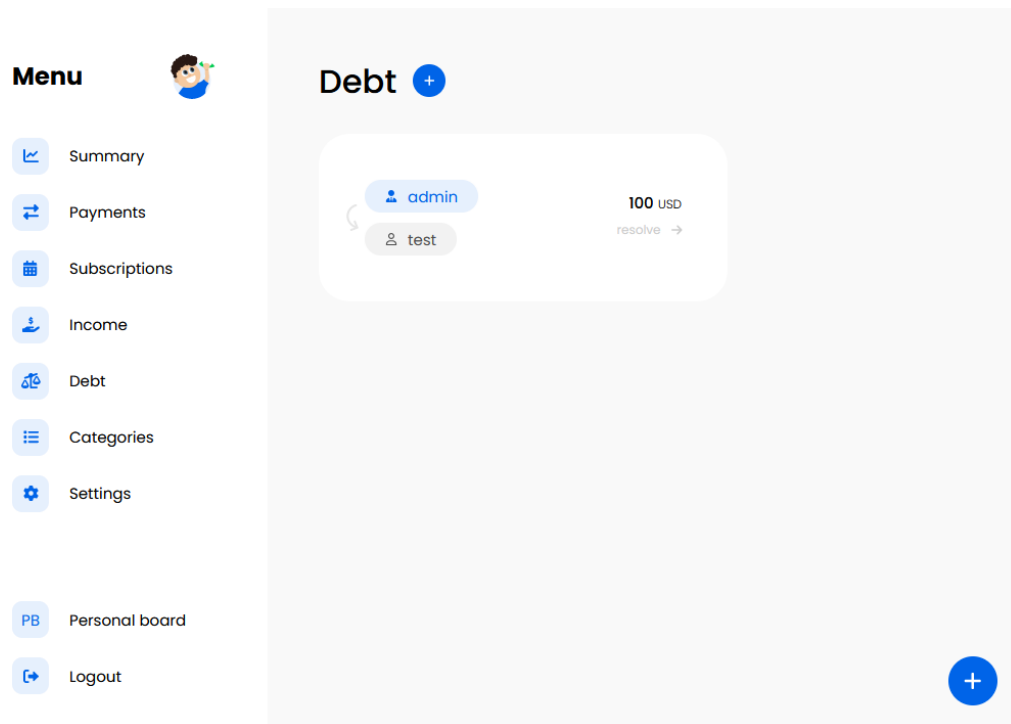 Menu
Summary
Payments
Subscriptions
Income
Debt
Categories
Settings
PB Personal board
Logout
Debt +
admin
test
100 USD
resolve →
+